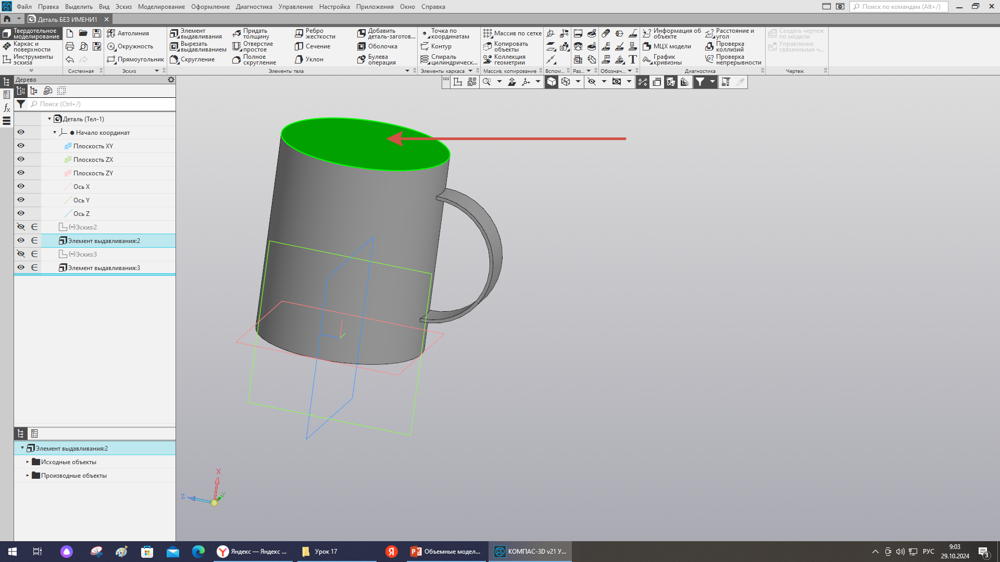 Файл Правка Выделить Вид Эскиз Моделирование Оформление Диагностика Управление Настройка Приложения Окно Справка
Поиск по командам (Alt+/)
Деталь БЕЗ ИМЕНИ1
Твердотельное моделирование
Каркас и поверхности
Инструменты эскиза
Системная
Автолиния
Окружность
Прямоугольник
Эскиз
Элемент выдавливания
Вырезать выдавливанием
Скругление
Придать толщину
Отверстие простое
Полное скругление
Ребро жесткости
Сечение
Уклон
Добавить деталь-заготов...
Оболочка
Булева операция
Элементы тела
Точка по координатам
Контур
Спираль цилиндрическ...
Элементы каркаса
Массив по сетке
Копировать объекты
Коллекция геометрии
Массив, копирование
Вспом...
Раз...
Обознач...
Информация об объекте
МЦХ модели
График кривизны
Расстояние и угол
Проверка коллизий
Проверка непрерывности
Диагностика
Создать чертеж по модели
Управление связанными ч...
Чертеж
Дерево
Поиск (Ctrl+/)
Деталь (Тел-1)
Начало координат
Плоскость XY
Плоскость ZX
Плоскость ZY
Ось X
Ось Y
Ось Z
(−)Эскиз:2
Элемент выдавливания:2
(−)Эскиз:3
Элемент выдавливания:3
Элемент выдавливания:2
Исходные объекты
Производные объекты
X
Y
Z
Яндекс — Яндекс ...
Урок 17
Объемные модел...
КОМПАС-3D v21 У...
РУС
9:03
29.10.2024
3